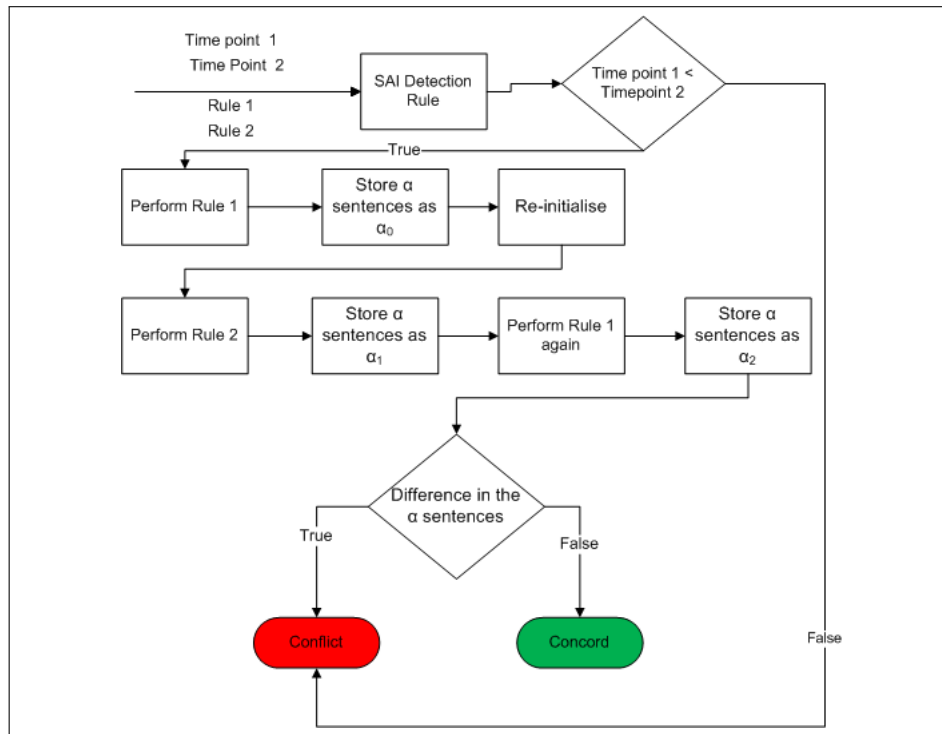 Time point 1
Time Point 2
Rule 1
Rule 2
SAI Detection
Rule
Time point 1 <
Timepoint 2
True
Perform Rule 1
Store α
sentences as
α₀
Re-initialise
Perform Rule 2
Store α
sentences as
α₁
Perform Rule 1
again
Store α
sentences as
α₂
Difference in the
α sentences
True
False
Conflict
Concord
False